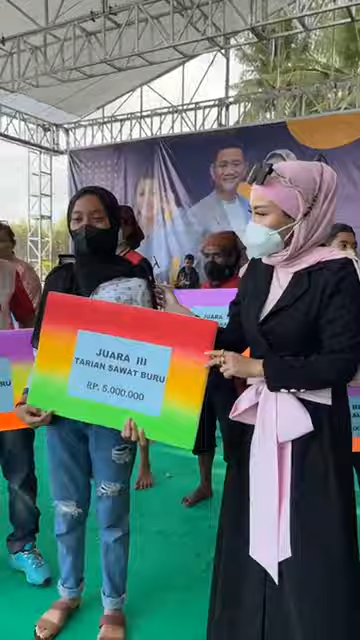 JUARA III
TARIAN SAWAT BURU
RP. 5.000.000